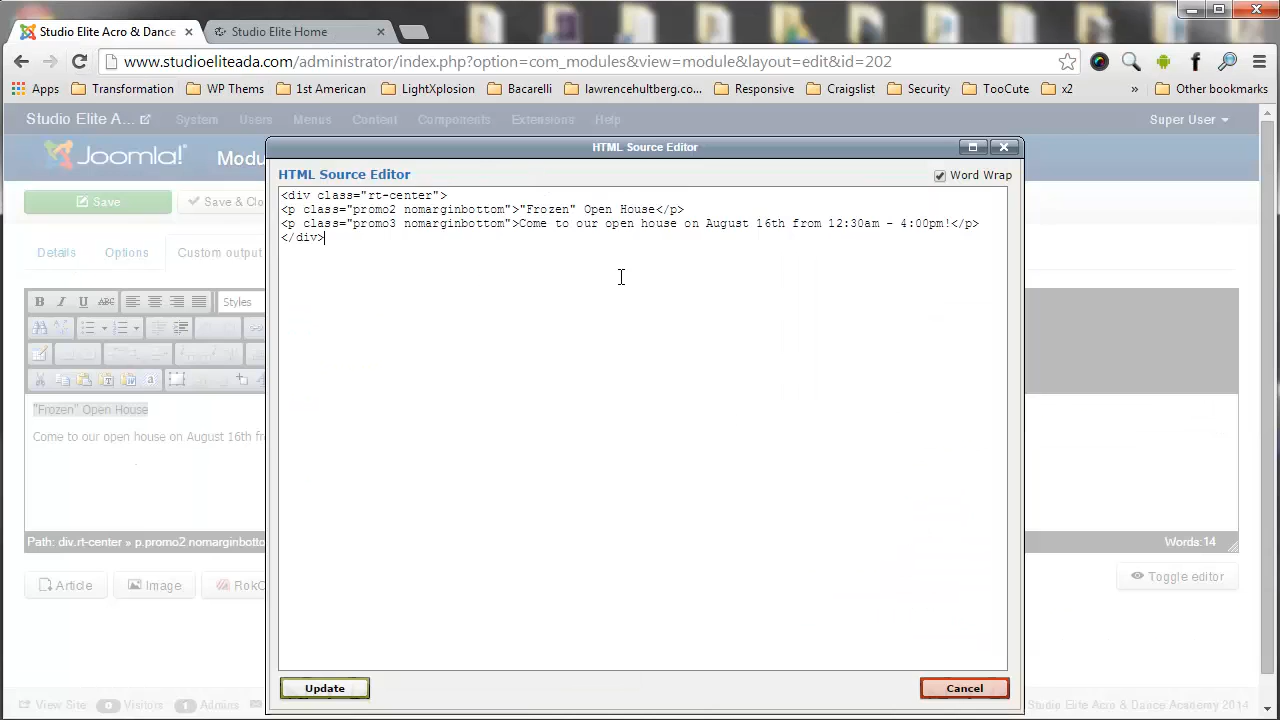 Studio Elite Acro & Dance
Studio Elite Home
www.studioeliteada.com/administrator/index.php?option=com_modules&view=module&layout=edit&id=202
Apps Transformation WP Thems 1st American LightXplosion Bacarelli lawrencehultberg.co... Responsive Craigslist Security TooCute x2 » Other bookmarks
Studio Elite A... System Users Menus Content Components Extensions Help Super User
Joomla! Modu
HTML Source Editor
HTML Source Editor
Word Wrap
<div class="rt-center">
<p class="promo2 nomarginbottom">"Frozen" Open House</p>
<p class="promo3 nomarginbottom">Come to our open house on August 16th from 12:30am - 4:00pm!</p>
</div>
Save Save & Clo
Details Options Custom output
B I U ABC Styles
"Frozen" Open House
Come to our open house on August 16th fr
Path: div.rt-center » p.promo2 nomarginbotto
Words:14
Article Image RokC
Toggle editor
Update Cancel
View Site 0 Visitors 1 Admins
Studio Elite Acro & Dance Academy 2014